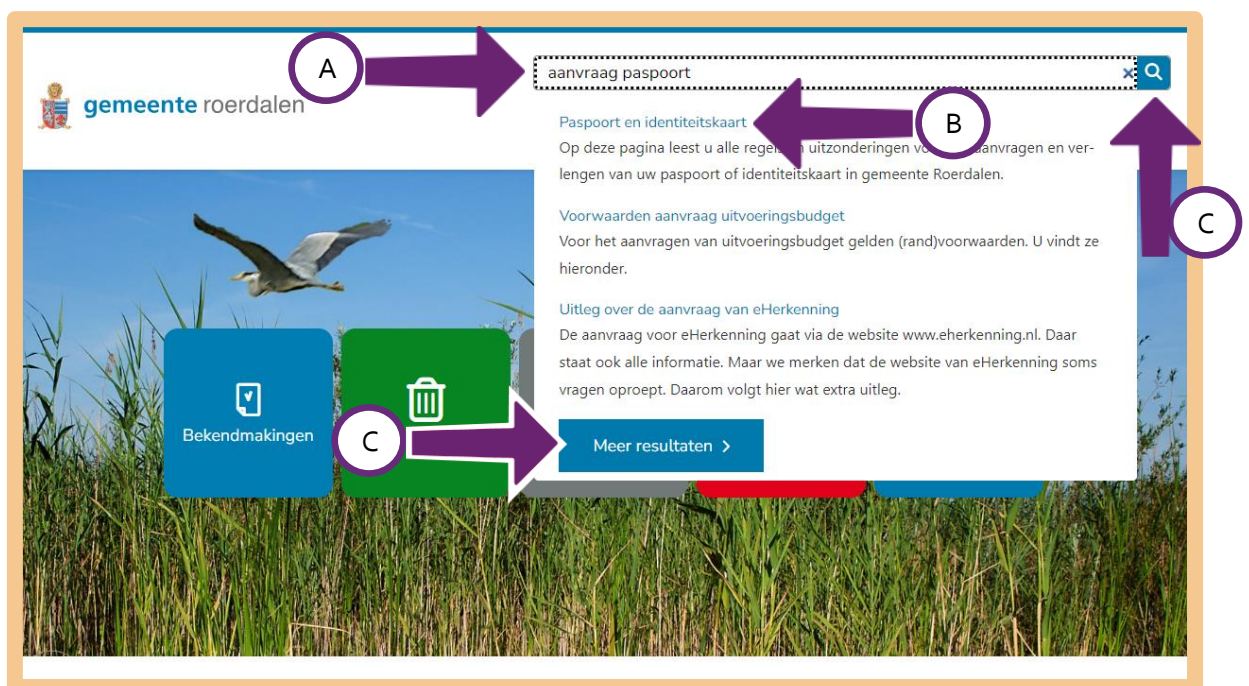 A
aanvraag paspoort
gemeente roerdalen
Paspoort en identiteitskaart
B
Op deze pagina leest u alle regels uitzonderingen aanvragen en ver-
lengen van uw paspoort of identiteitskaart in gemeente Roerdalen.
C
Voorwaarden aanvraag uitvoeringsbudget
Voor het aanvragen van uitvoeringsbudget gelden (rand)voorwaarden. U vindt ze
hieronder.
Uitleg over de aanvraag van eHerkenning
De aanvraag voor eHerkenning gaat via de website www.eherkenning.nl. Daar
staat ook alle informatie. Maar we merken dat de website van eHerkenning soms
vragen oproept. Daarom volgt hier wat extra uitleg.
Bekendmakingen
C
Meer resultaten